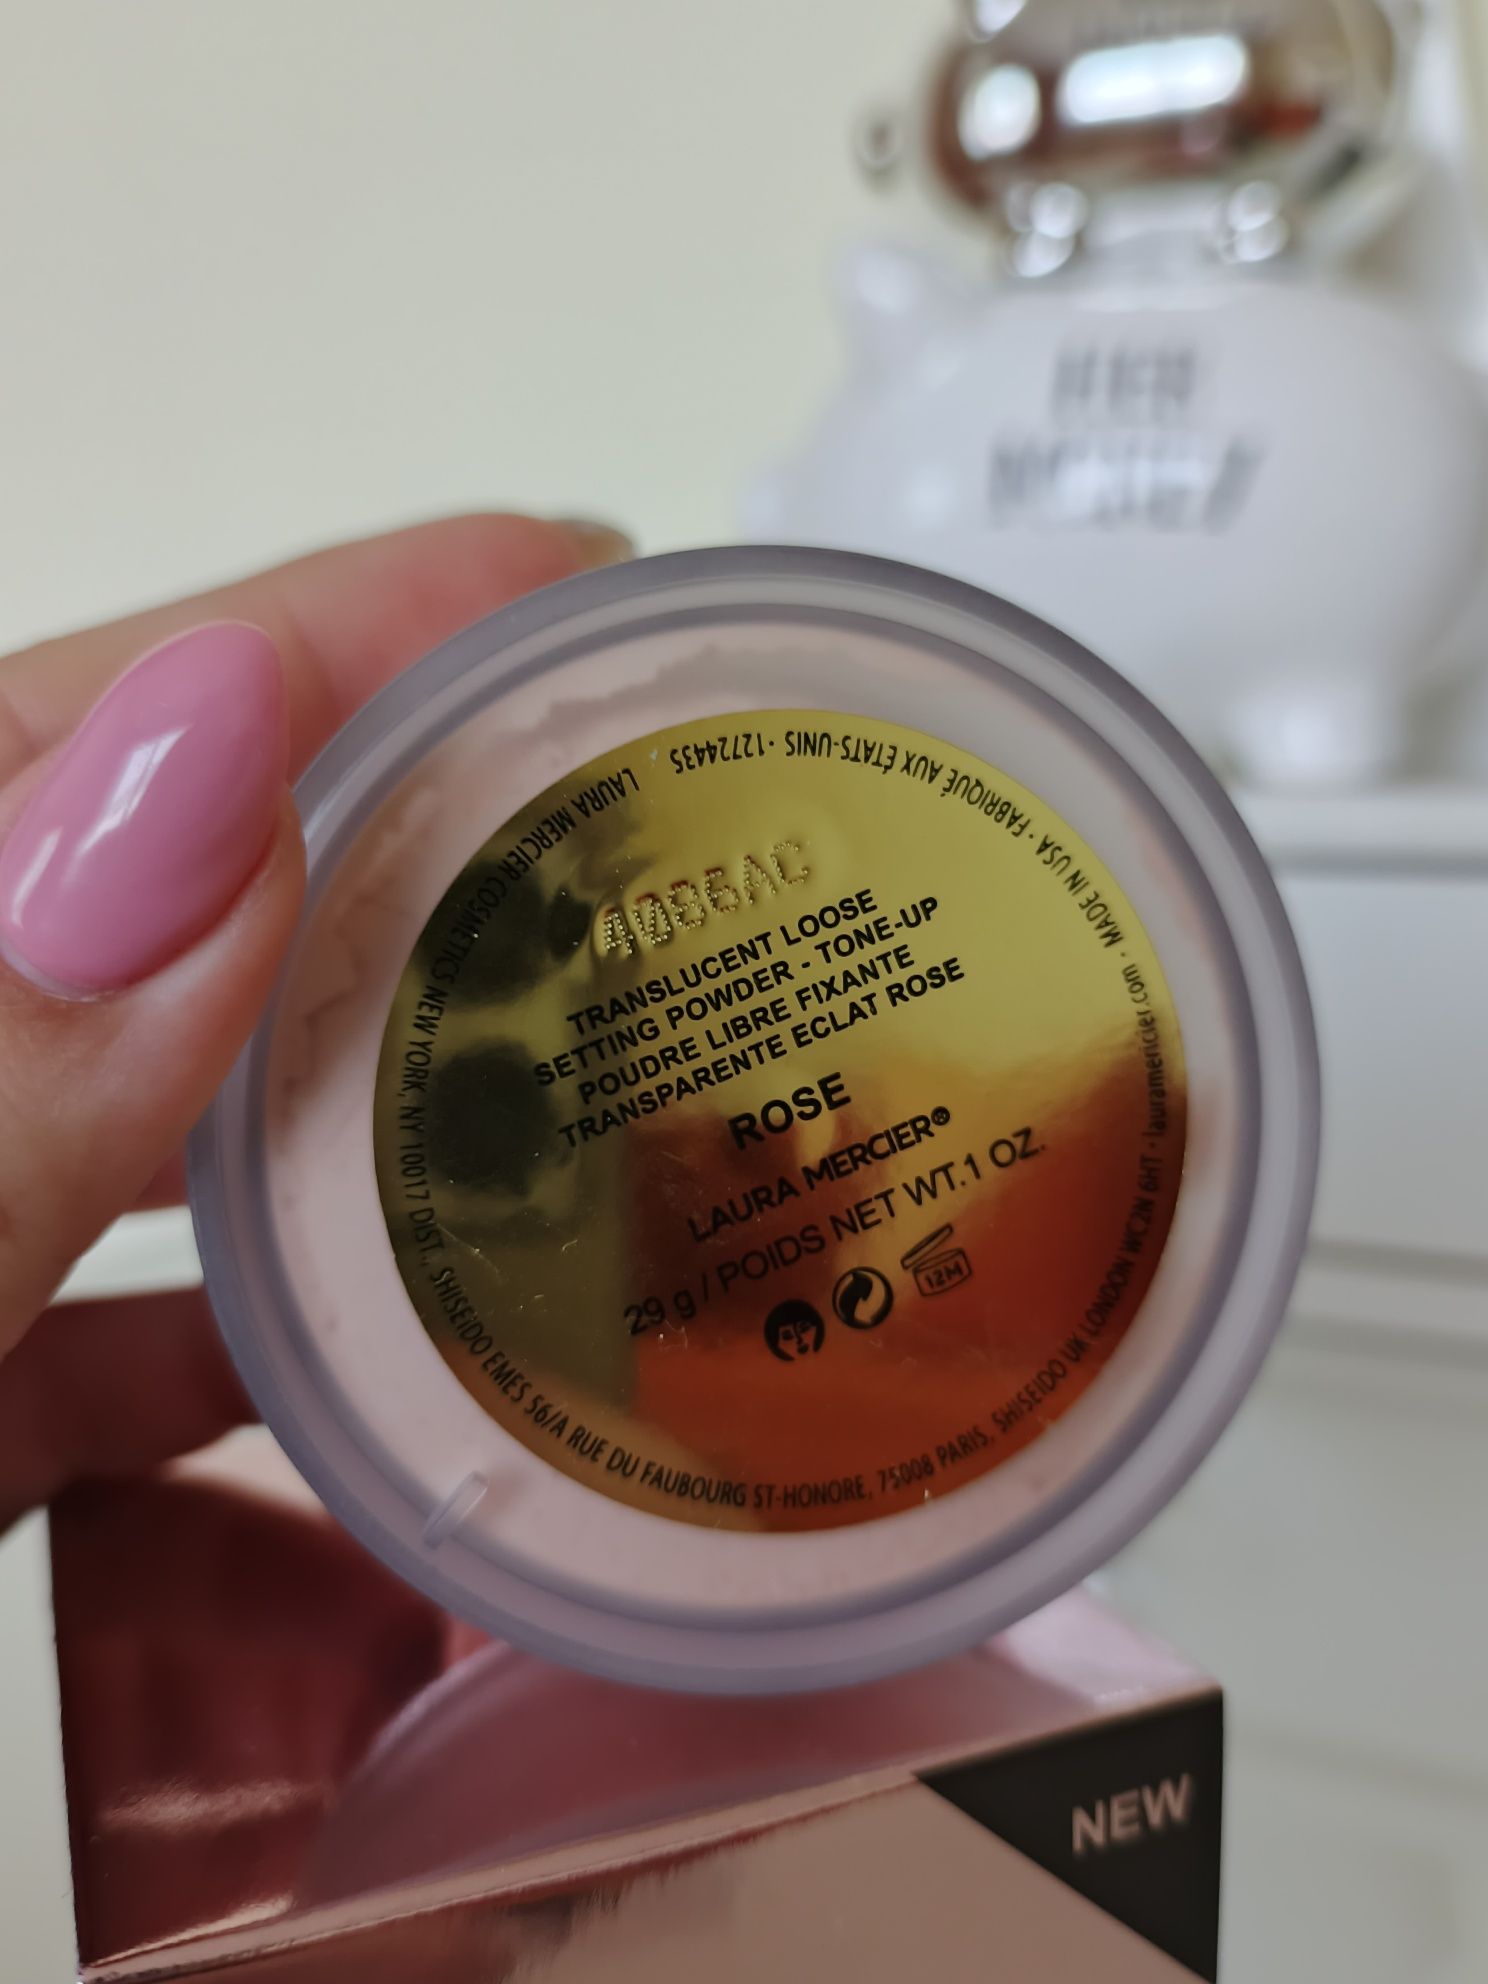 4086AC
TRANSLUCENT LOOSE
SETTING POWDER - TONE-UP
POUDRE LIBRE FIXANTE
TRANSPARENTE ECLAT ROSE
ROSE
LAURA MERCIER®
29 g / POIDS NET WT.1 OZ.
12M
LAURA MERCIER COSMETICS NEW YORK, NY 10017 DIST., SHISEIDO EMES 56/A RUE DU FAUBOURG ST-HONORE, 75008 PARIS, SHISEIDO UK LONDON WC2N 6HT · lauramercier.com · MADE IN USA · FABRIQUÉ AUX ÉTATS-UNIS · 12724435
NEW